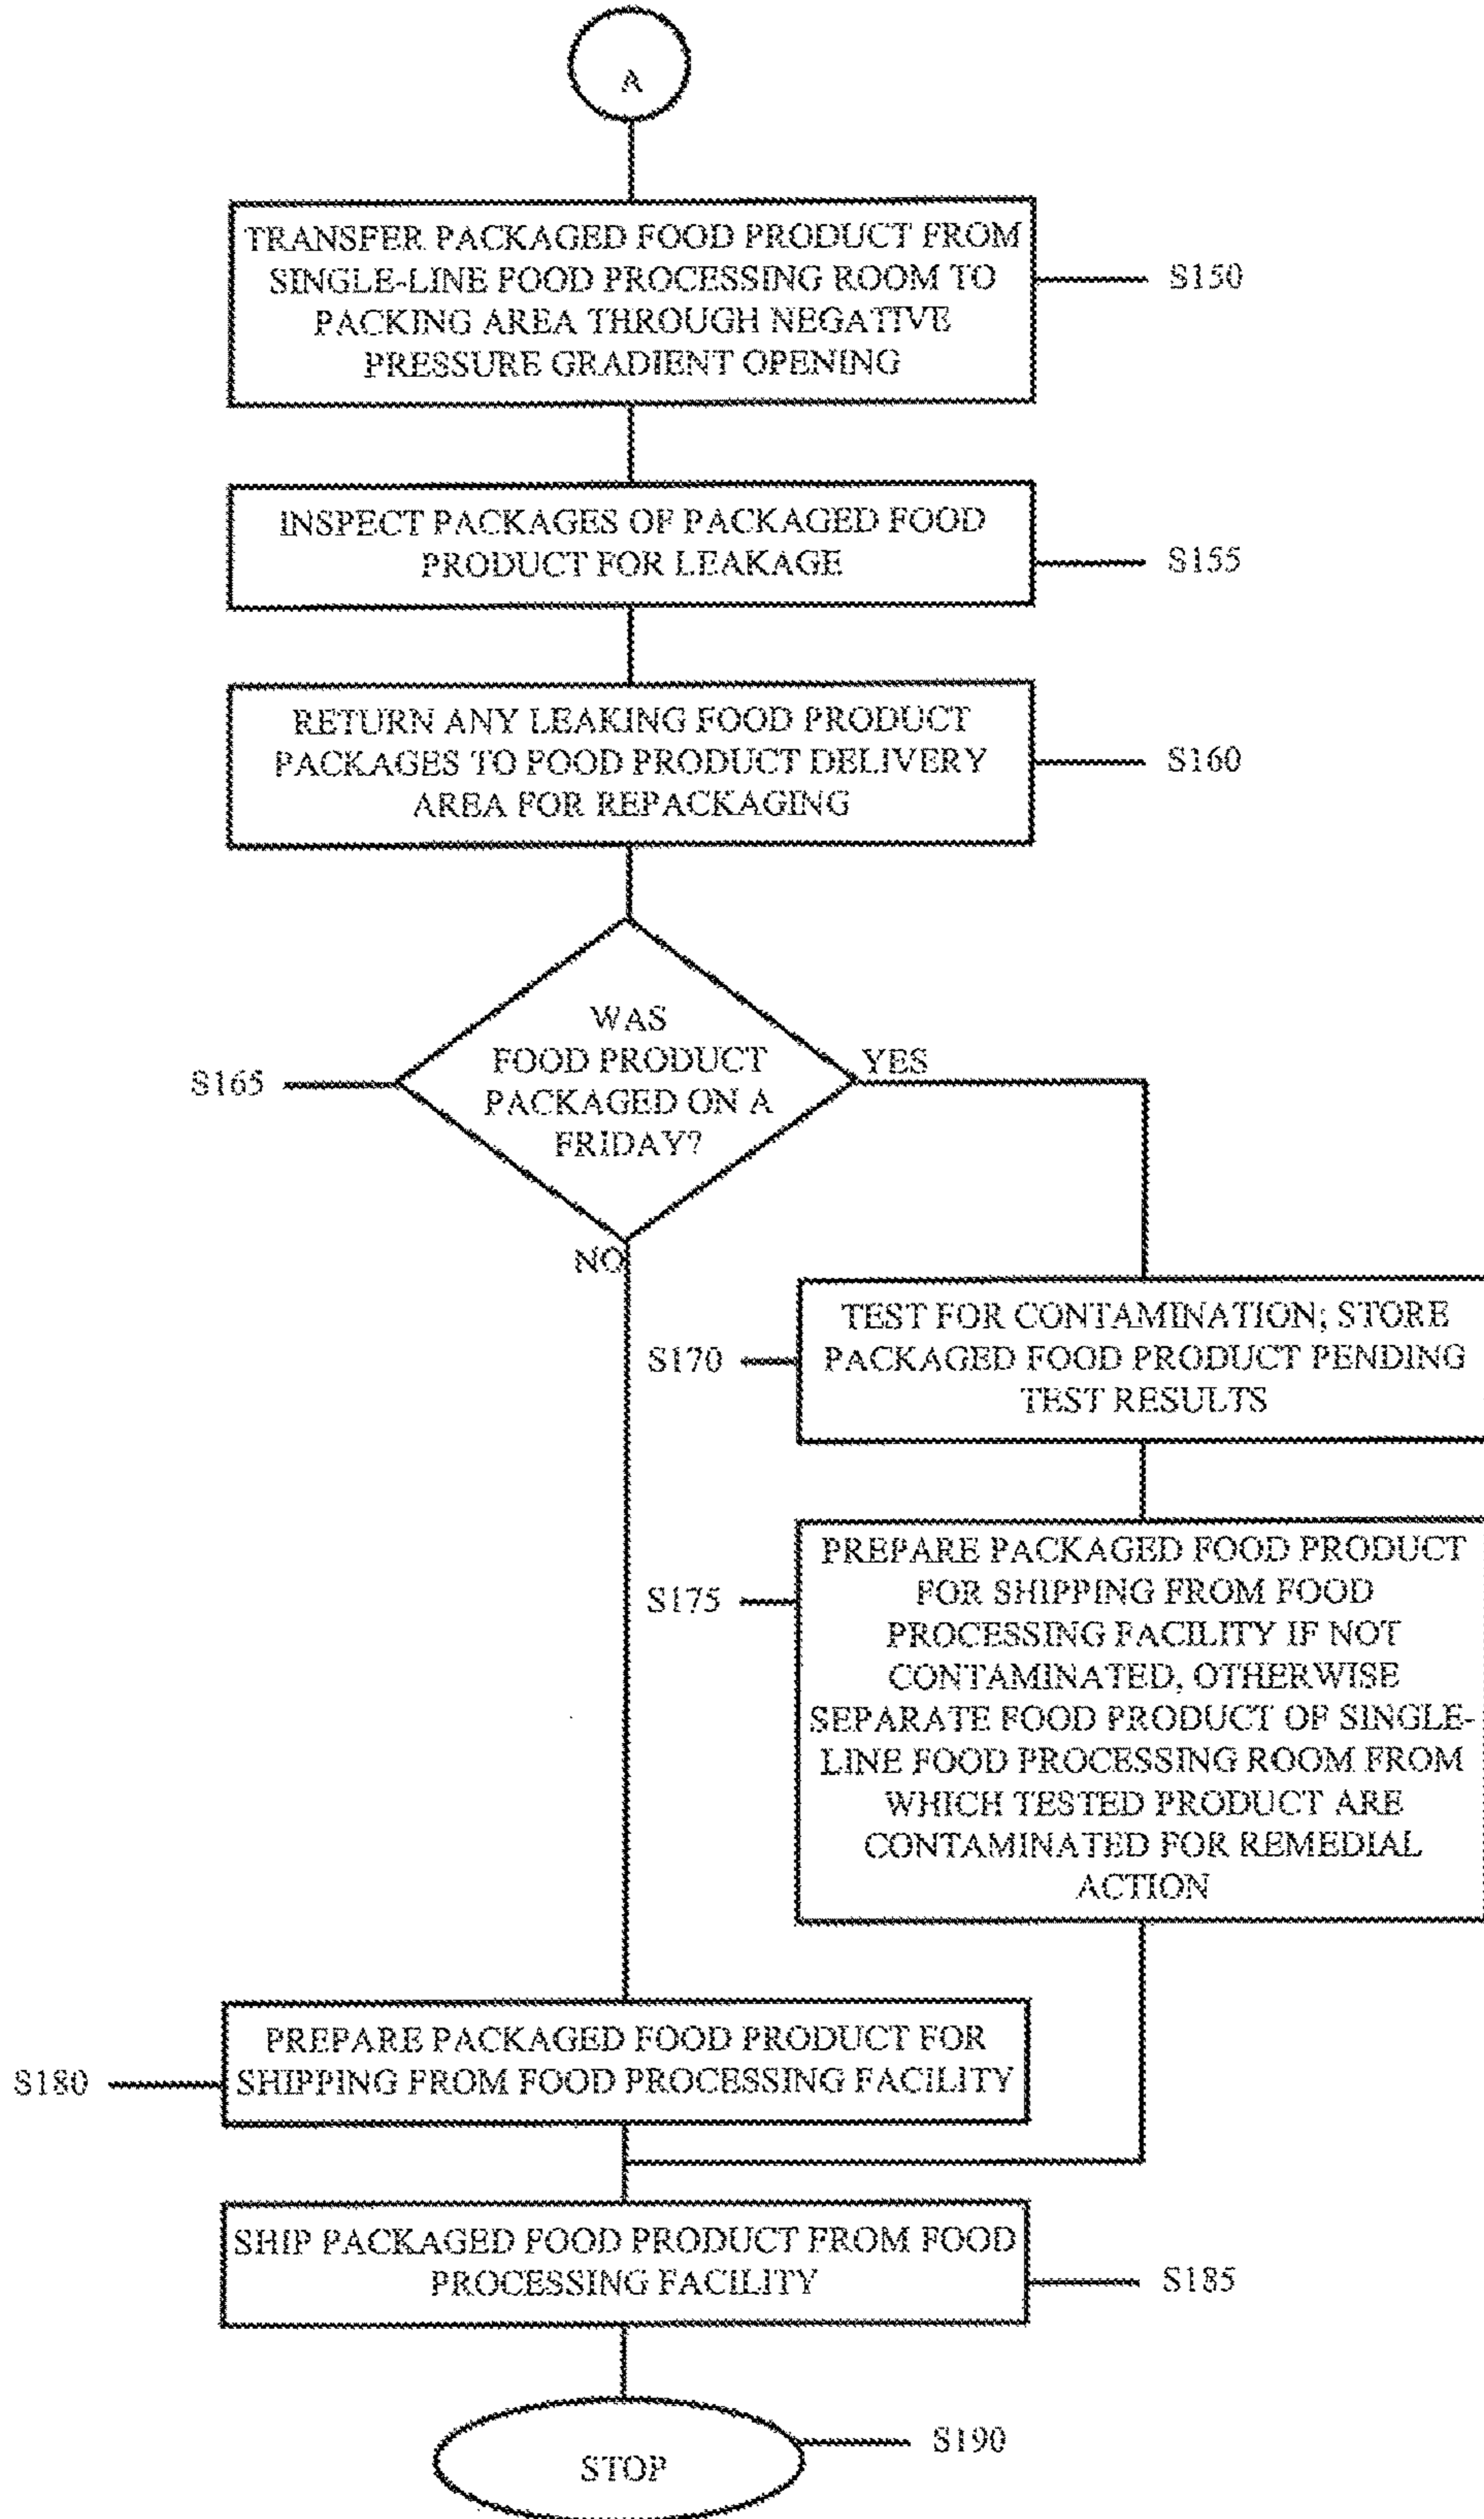 A
TRANSFER PACKAGED FOOD PRODUCT FROM
SINGLE-LINE FOOD PROCESSING ROOM TO
PACKING AREA THROUGH NEGATIVE
PRESSURE GRADIENT OPENING
S150
INSPECT PACKAGES OF PACKAGED FOOD
PRODUCT FOR LEAKAGE
S155
RETURN ANY LEAKING FOOD PRODUCT
PACKAGES TO FOOD PRODUCT DELIVERY
AREA FOR REPACKAGING
S160
WAS
FOOD PRODUCT
PACKAGED ON A
FRIDAY?
S165
YES
NO
TEST FOR CONTAMINATION; STORE
PACKAGED FOOD PRODUCT PENDING
TEST RESULTS
S170
PREPARE PACKAGED FOOD PRODUCT
FOR SHIPPING FROM FOOD
PROCESSING FACILITY IF NOT
CONTAMINATED, OTHERWISE
SEPARATE FOOD PRODUCT OF SINGLE-
LINE FOOD PROCESSING ROOM FROM
WHICH TESTED PRODUCT ARE
CONTAMINATED FOR REMEDIAL
ACTION
S175
PREPARE PACKAGED FOOD PRODUCT FOR
SHIPPING FROM FOOD PROCESSING FACILITY
S180
SHIP PACKAGED FOOD PRODUCT FROM FOOD
PROCESSING FACILITY
S185
STOP
S190